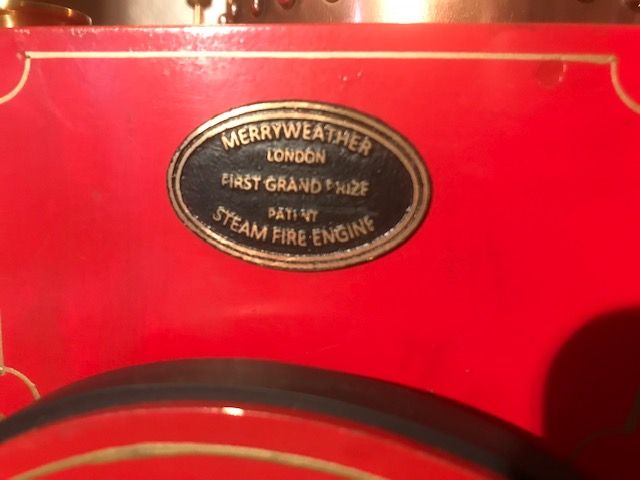 MERRYWEATHER
LONDON
FIRST GRAND PRIZE
PATENT
STEAM FIRE ENGINE